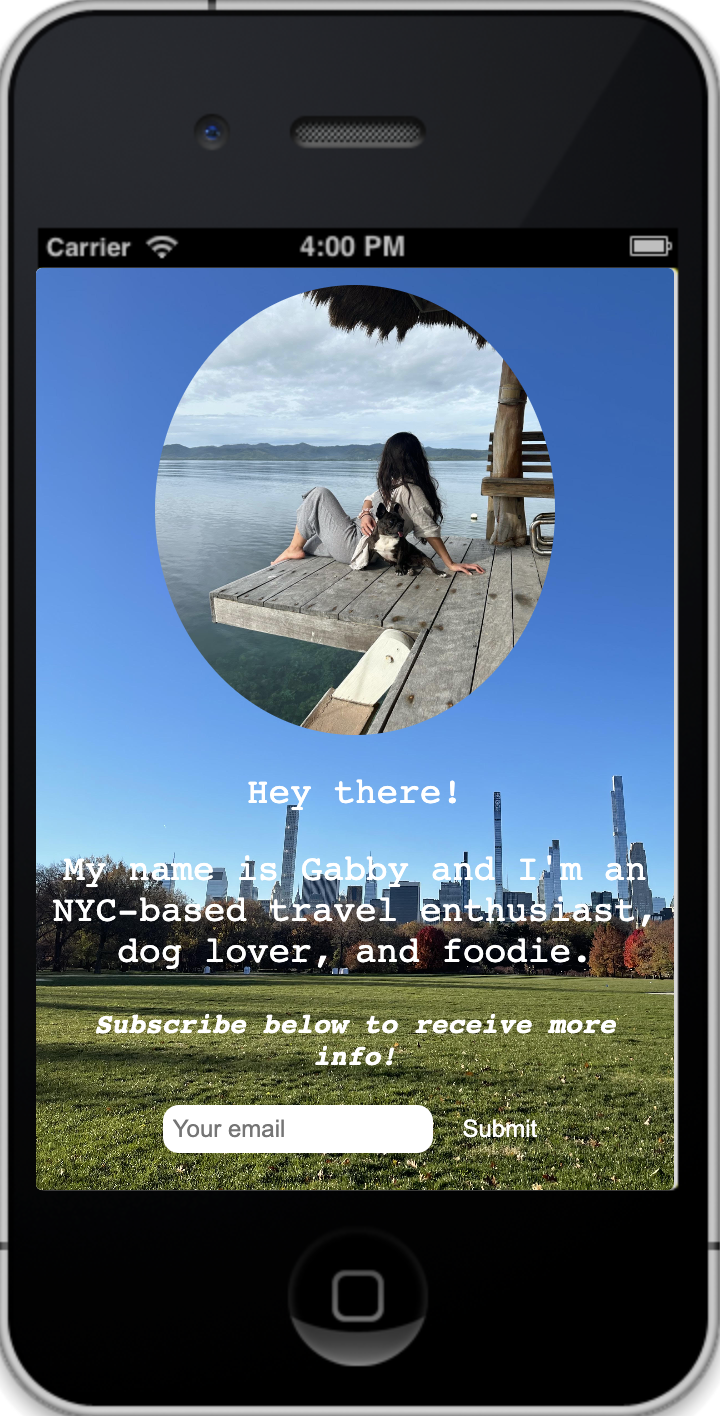 Carrier 4:00 PM
Hey there!
My name is Gabby and I'm an
NYC-based travel enthusiast,
dog lover, and foodie.
Subscribe below to receive more
info!
Your email Submit